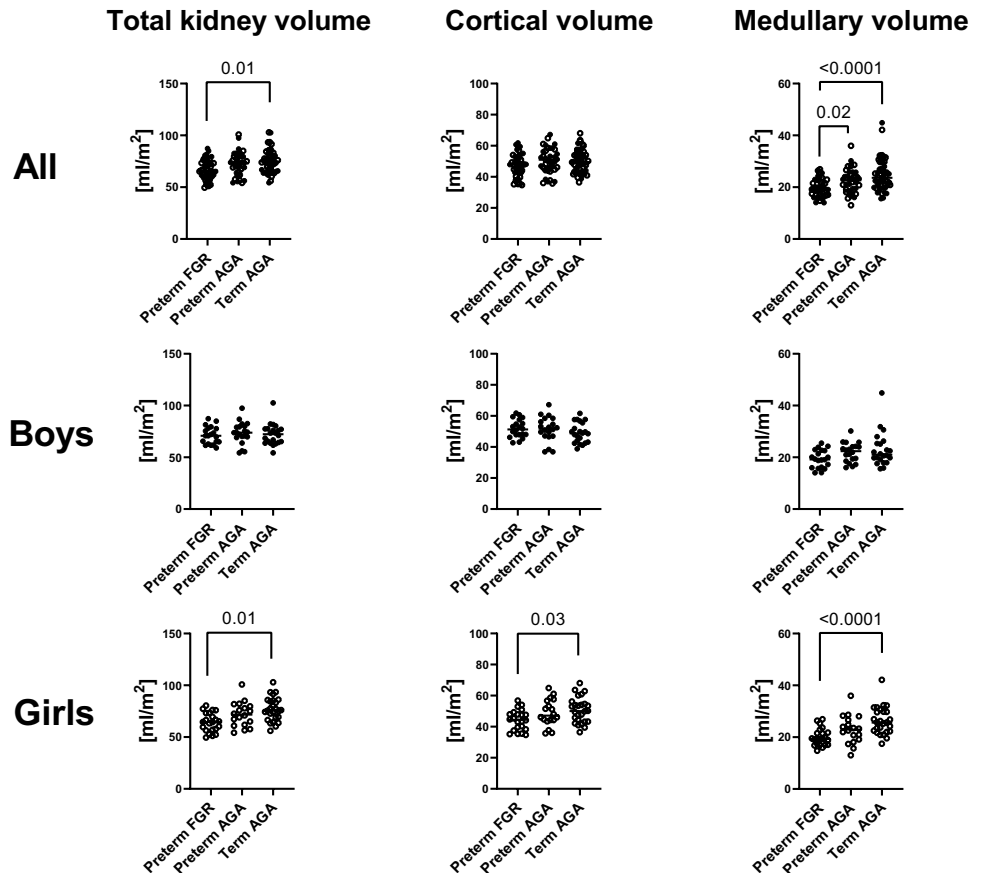 Total kidney volume Cortical volume Medullary volume
All
0.01
[ml/m²]
150
100
50
0
Preterm FGR
Preterm AGA
Term AGA
[ml/m²]
100
80
60
40
20
0
Preterm FGR
Preterm AGA
Term AGA
<0.0001
0.02
[ml/m²]
60
40
20
0
Preterm FGR
Preterm AGA
Term AGA
Boys
[ml/m²]
150
100
50
0
Preterm FGR
Preterm AGA
Term AGA
[ml/m²]
100
80
60
40
20
0
Preterm FGR
Preterm AGA
Term AGA
[ml/m²]
60
40
20
0
Preterm FGR
Preterm AGA
Term AGA
Girls
0.01
[ml/m²]
150
100
50
0
Preterm FGR
Preterm AGA
Term AGA
0.03
[ml/m²]
100
80
60
40
20
0
Preterm FGR
Preterm AGA
Term AGA
<0.0001
[ml/m²]
60
40
20
0
Preterm FGR
Preterm AGA
Term AGA